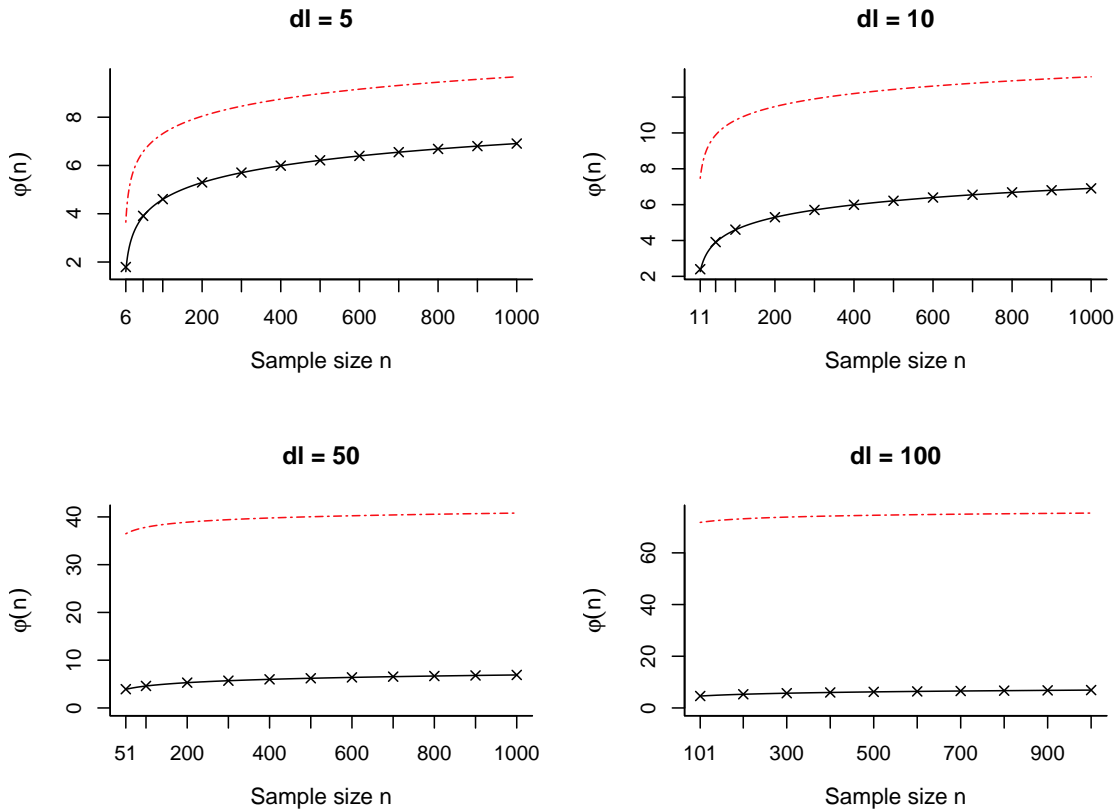 dl = 5
φ(n)
8
6
4
2
6 200 400 600 800 1000
Sample size n
dl = 10
φ(n)
10
8
6
4
2
11 200 400 600 800 1000
Sample size n
dl = 50
φ(n)
40
30
20
10
0
51 200 400 600 800 1000
Sample size n
dl = 100
φ(n)
60
40
20
0
101 300 500 700 900
Sample size n